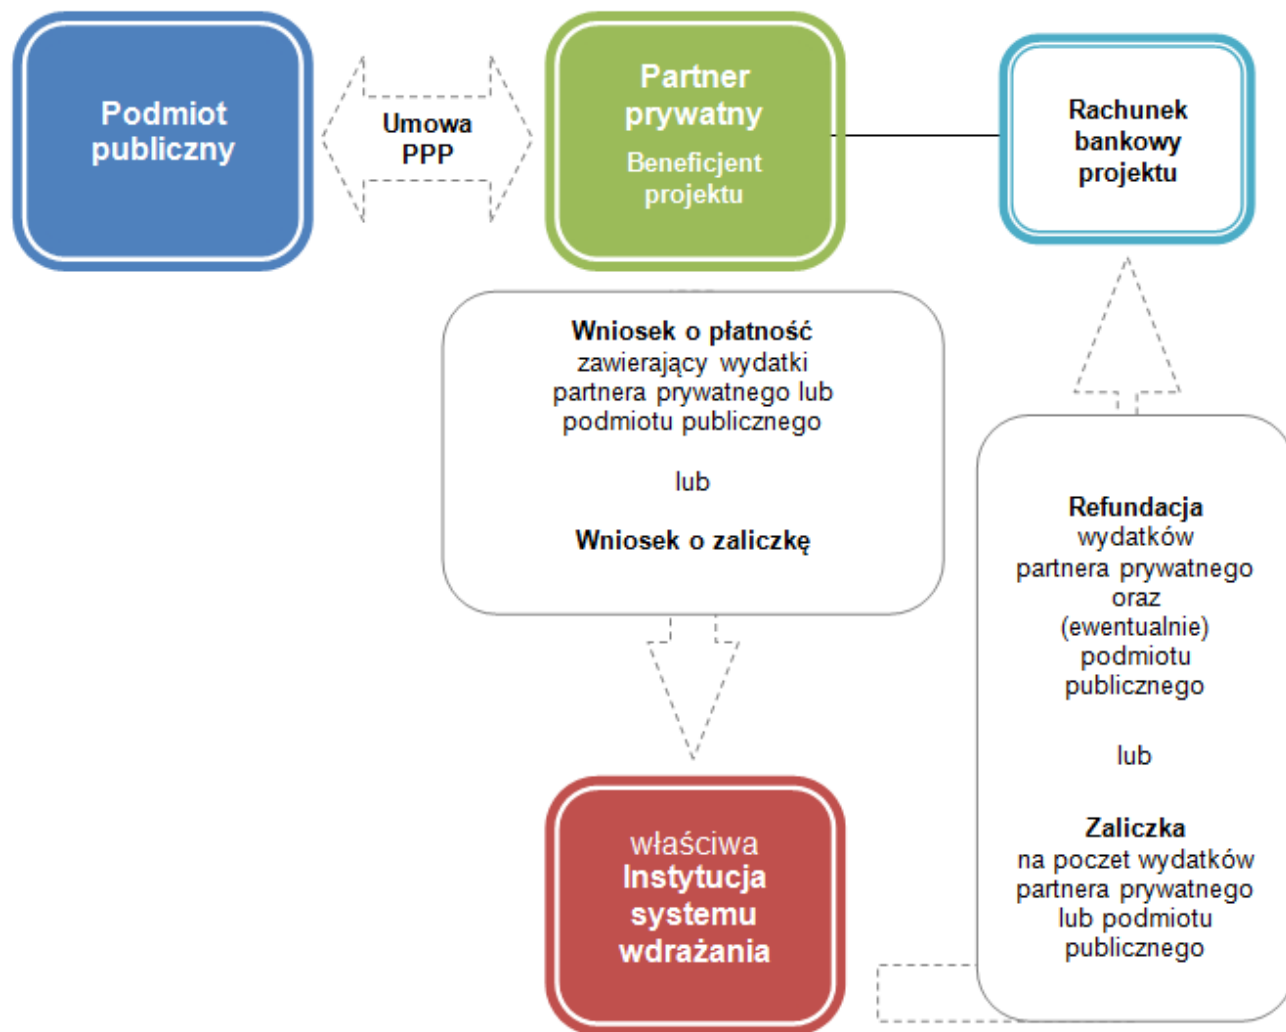 Podmiot
publiczny
Umowa
PPP
Partner
prywatny
Beneficjent
projektu
Rachunek
bankowy
projektu
Wniosek o płatność
zawierający wydatki
partnera prywatnego lub
podmiotu publicznego
lub
Wniosek o zaliczkę
właściwa
Instytucja
systemu
wdrażania
Refundacja
wydatków
partnera prywatnego
oraz
(ewentualnie)
podmiotu
publicznego
lub
Zaliczka
na poczet wydatków
partnera prywatnego
lub podmiotu
publicznego